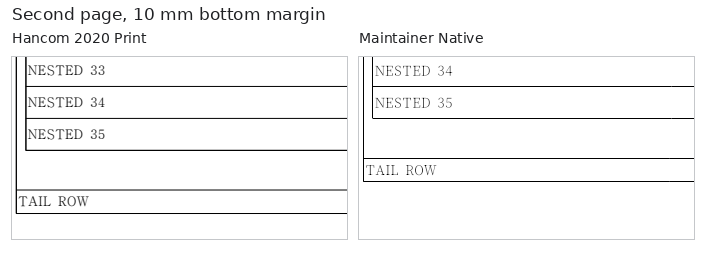 Second page, 10 mm bottom margin
Hancom 2020 Print
NESTED 33
NESTED 34
NESTED 35
TAIL ROW
Maintainer Native
NESTED 34
NESTED 35
TAIL ROW